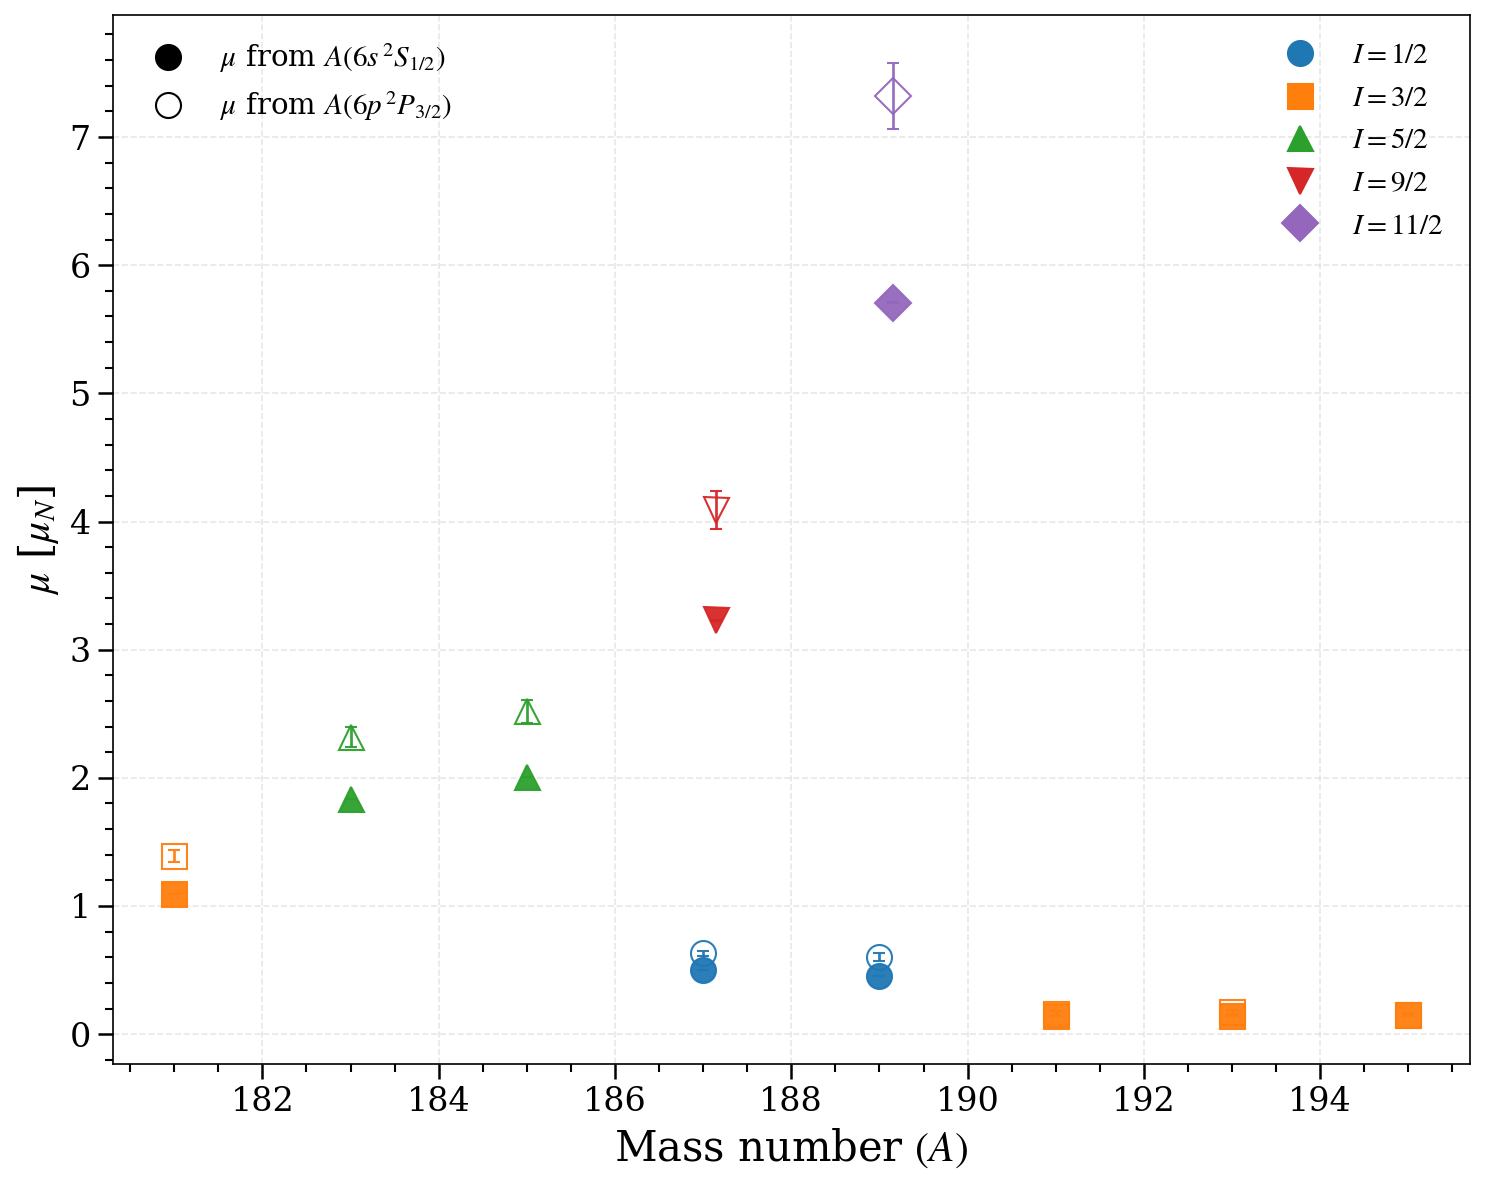 μ from A(6s ²S₁/₂)
μ from A(6p ²P₃/₂)
I = 1/2
I = 3/2
I = 5/2
I = 9/2
I = 11/2
7
6
5
4
3
2
1
0
μ [μN]
182 184 186 188 190 192 194
Mass number (A)